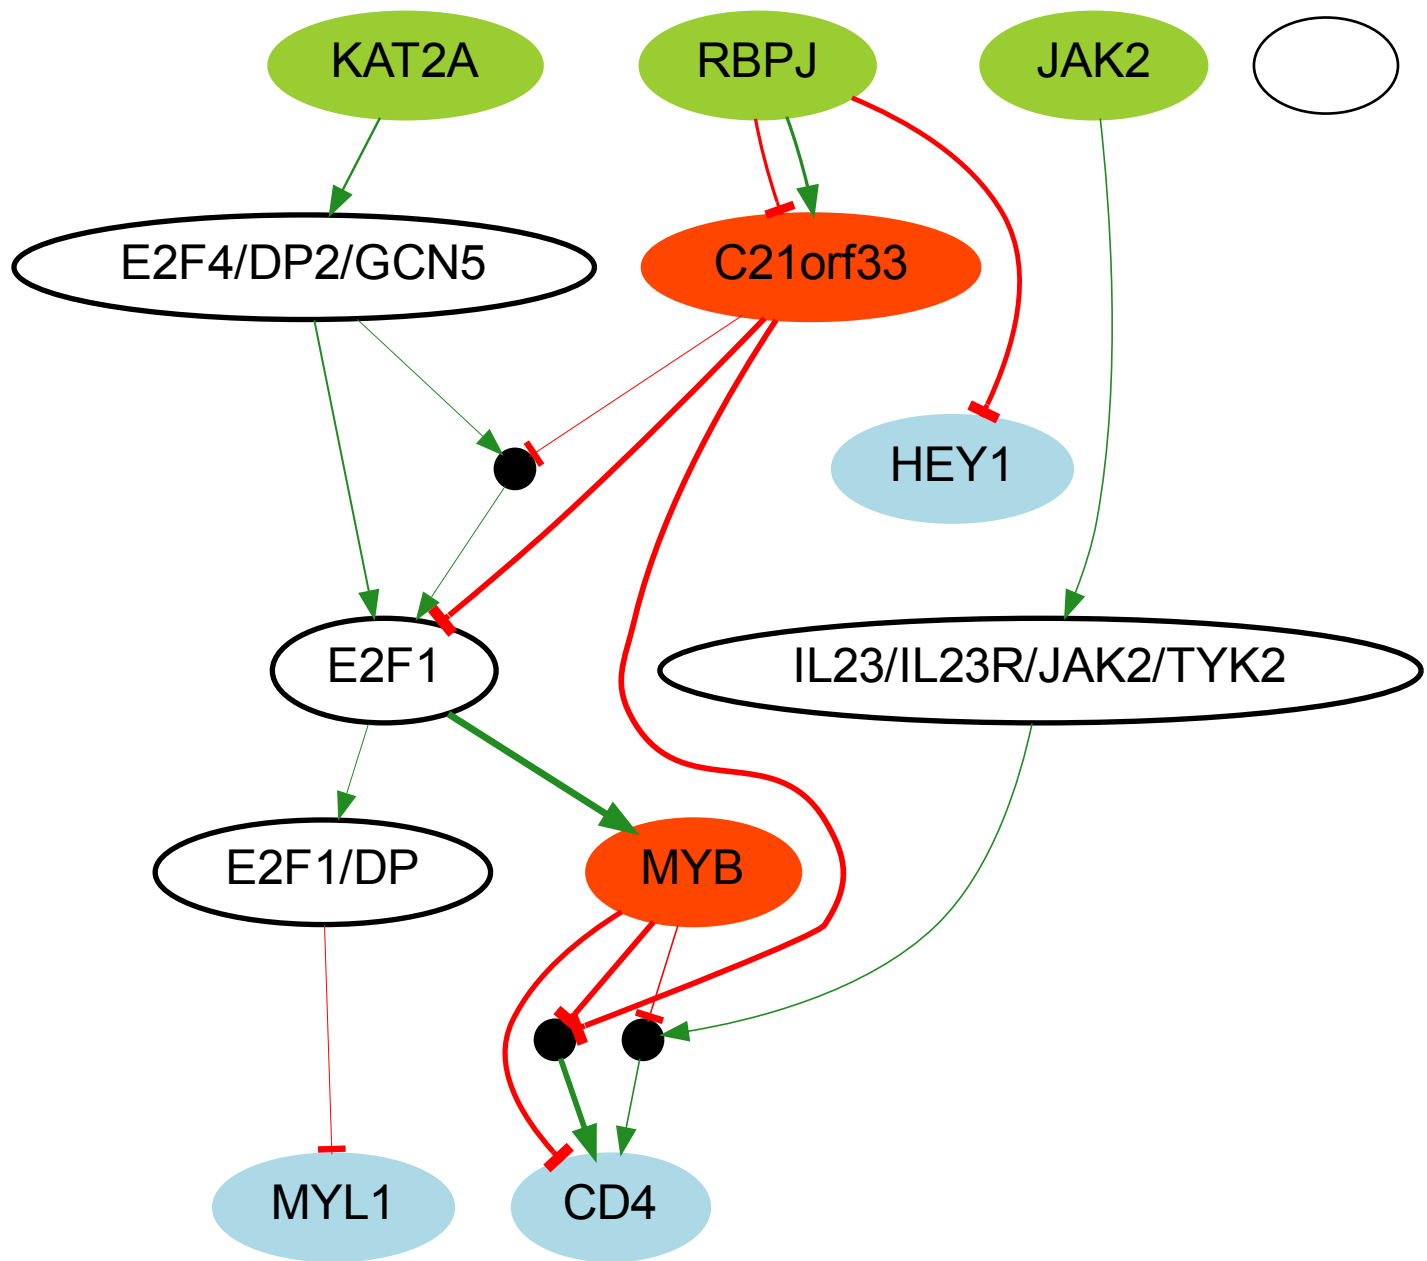 KAT2A
RBPJ
JAK2
E2F4/DP2/GCN5
C21orf33
HEY1
E2F1
IL23/IL23R/JAK2/TYK2
E2F1/DP
MYB
MYL1
CD4